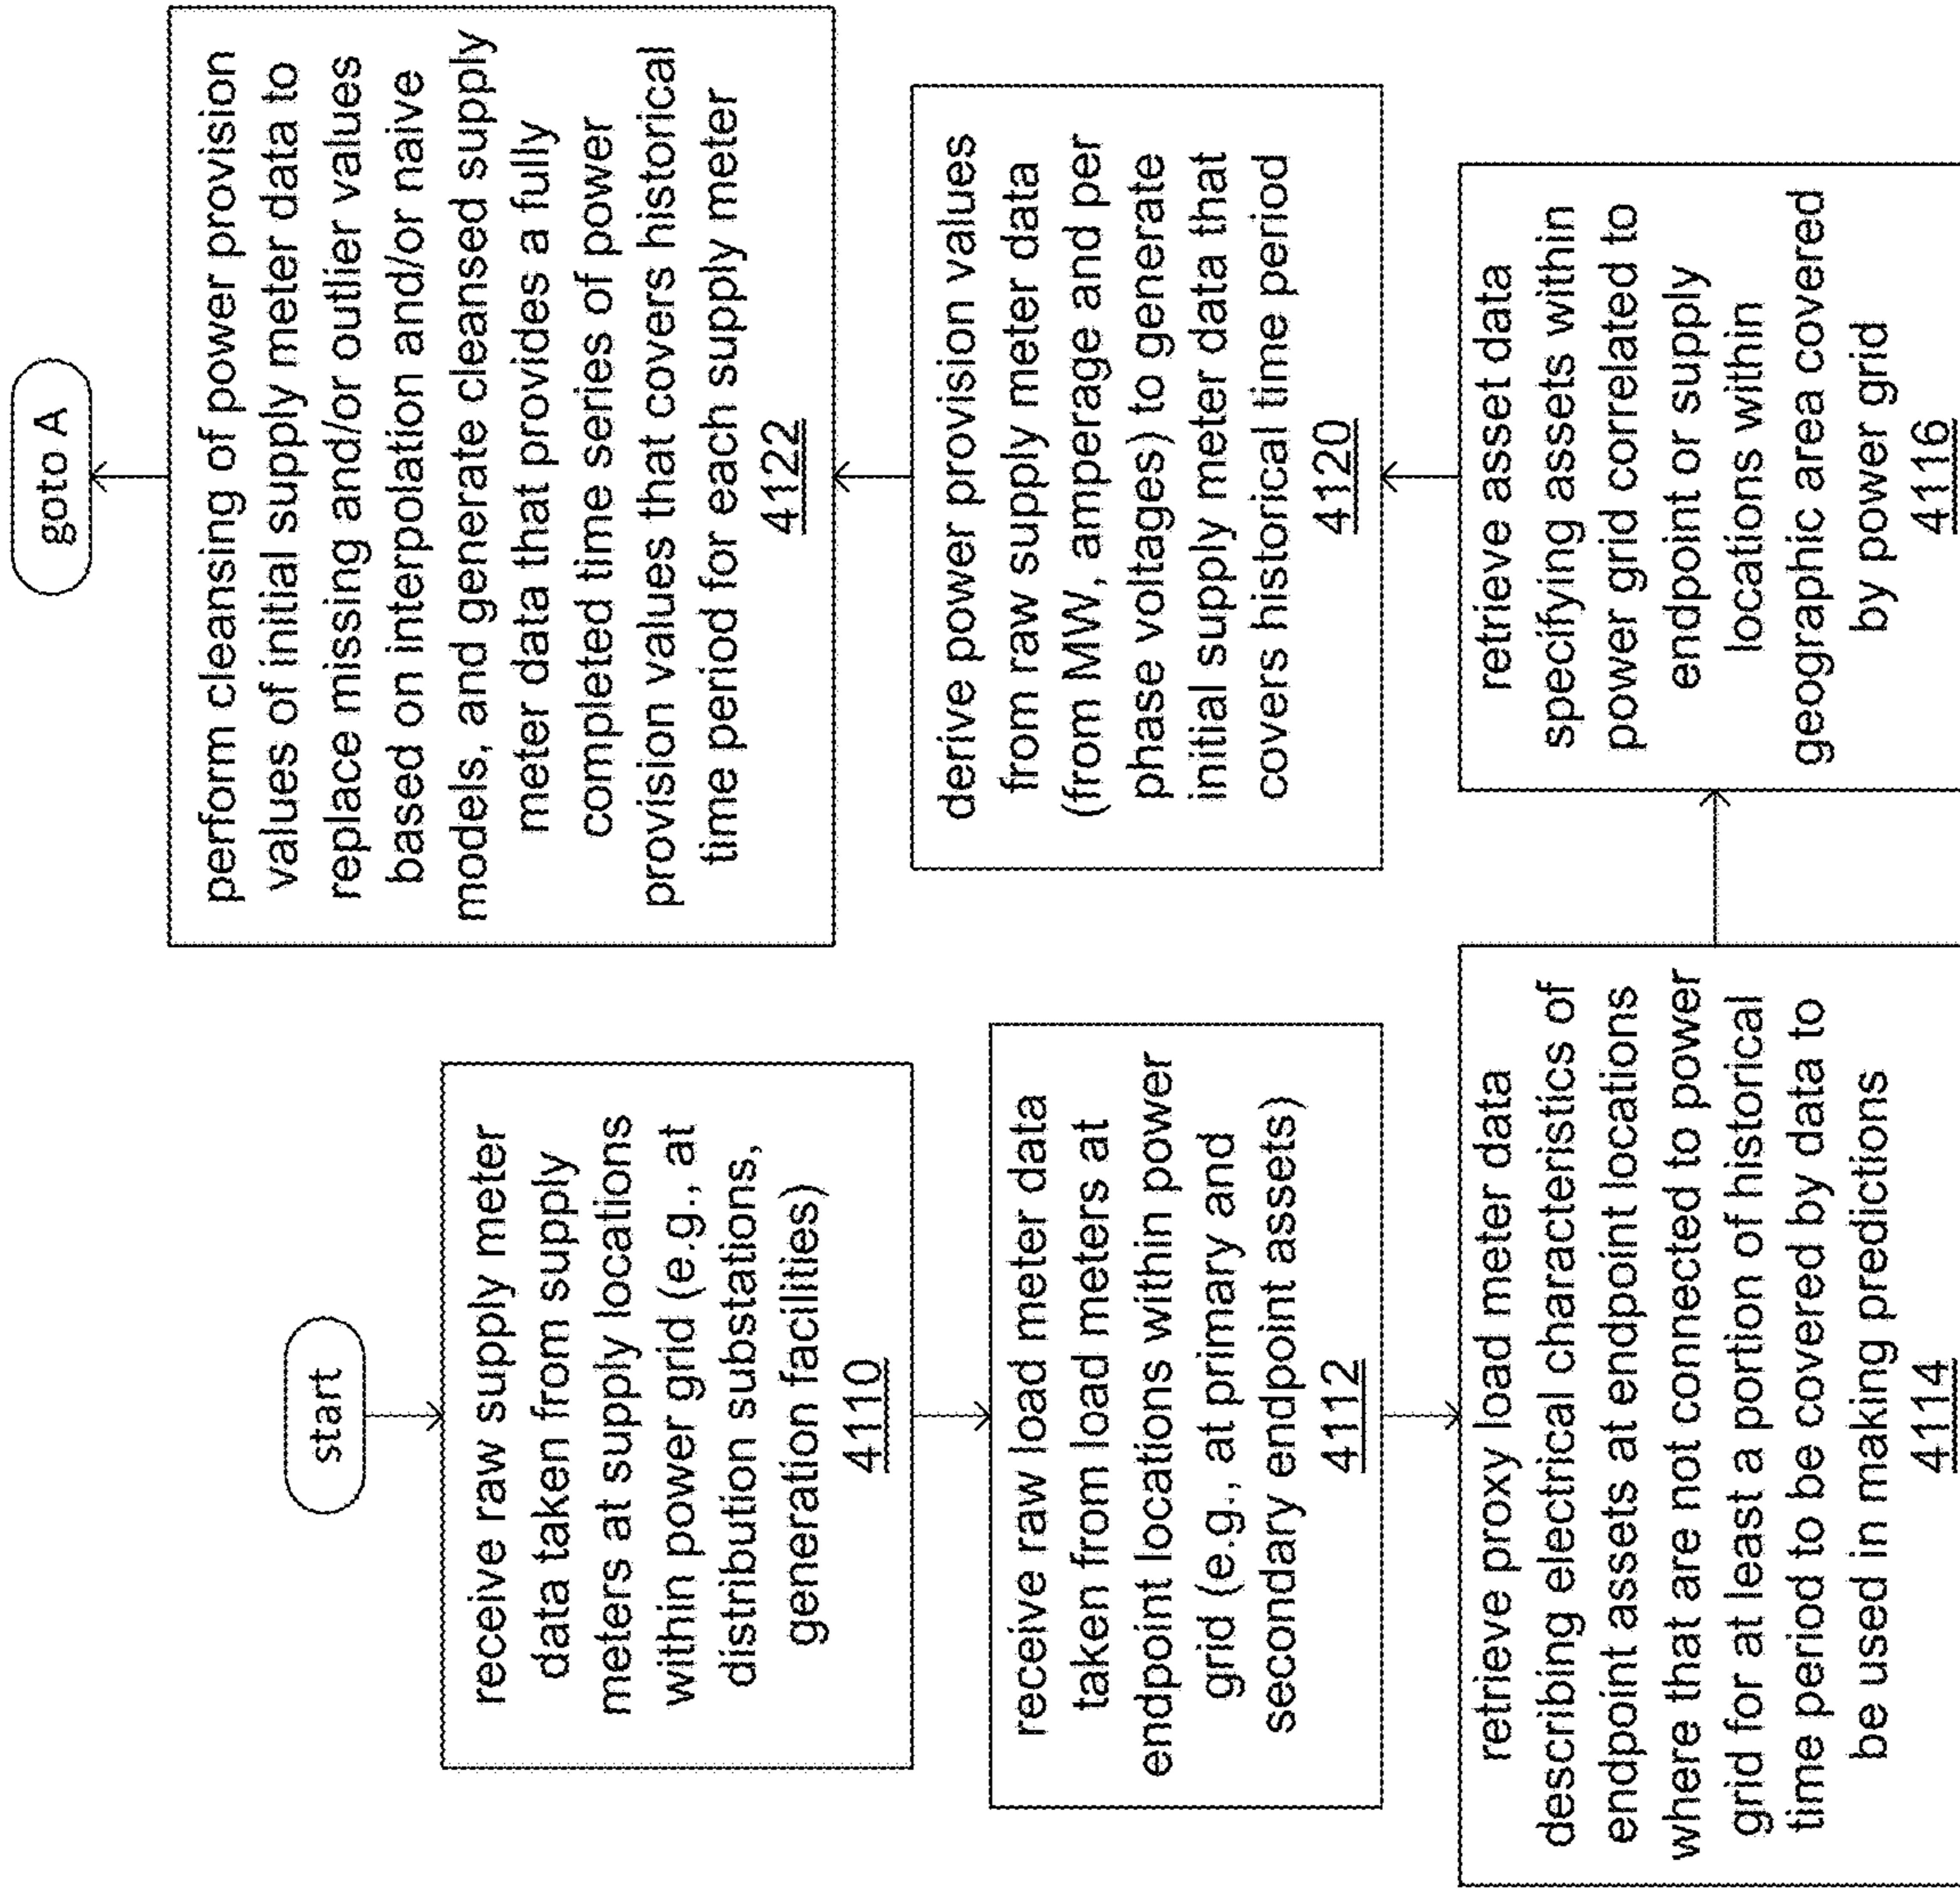 start
receive raw supply meter
data taken from supply
meters at supply locations
within power grid (e.g., at
distribution substations,
generation facilities)
4110
receive raw load meter data
taken from load meters at
endpoint locations within power
grid (e.g., at primary and
secondary endpoint assets)
4112
retrieve proxy load meter data
describing electrical characteristics of
endpoint assets at endpoint locations
where that are not connected to power
grid for at least a portion of historical
time period to be covered by data to
be used in making predictions
4114
retrieve asset data
specifying assets within
power grid correlated to
endpoint or supply
locations within
geographic area covered
by power grid
4116
derive power provision values
from raw supply meter data
(from MW, amperage and per
phase voltages) to generate
initial supply meter data that
covers historical time period
4120
perform cleansing of power provision
values of initial supply meter data to
replace missing and/or outlier values
based on interpolation and/or naive
models, and generate cleansed supply
meter data that provides a fully
completed time series of power
provision values that covers historical
time period for each supply meter
4122
goto A